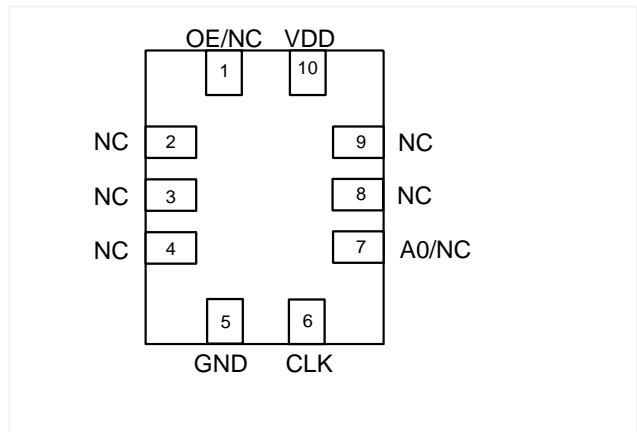 OE/NC VDD
1 10
NC 2 9 NC
NC 3 8 NC
NC 4 7 A0/NC
5 6
GND CLK